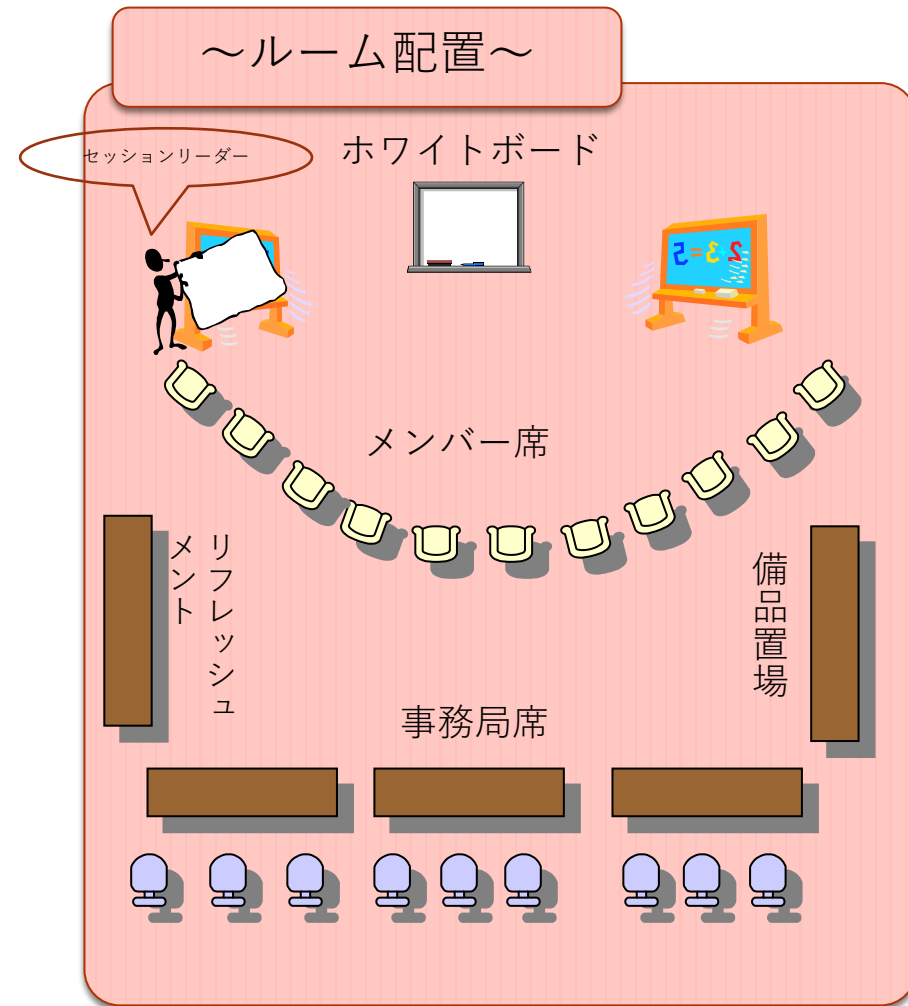 ～ルーム配置～
セッションリーダー
ホワイトボード
2+3=5
メンバー席
リフレッシュ
メント
備品置場
事務局席